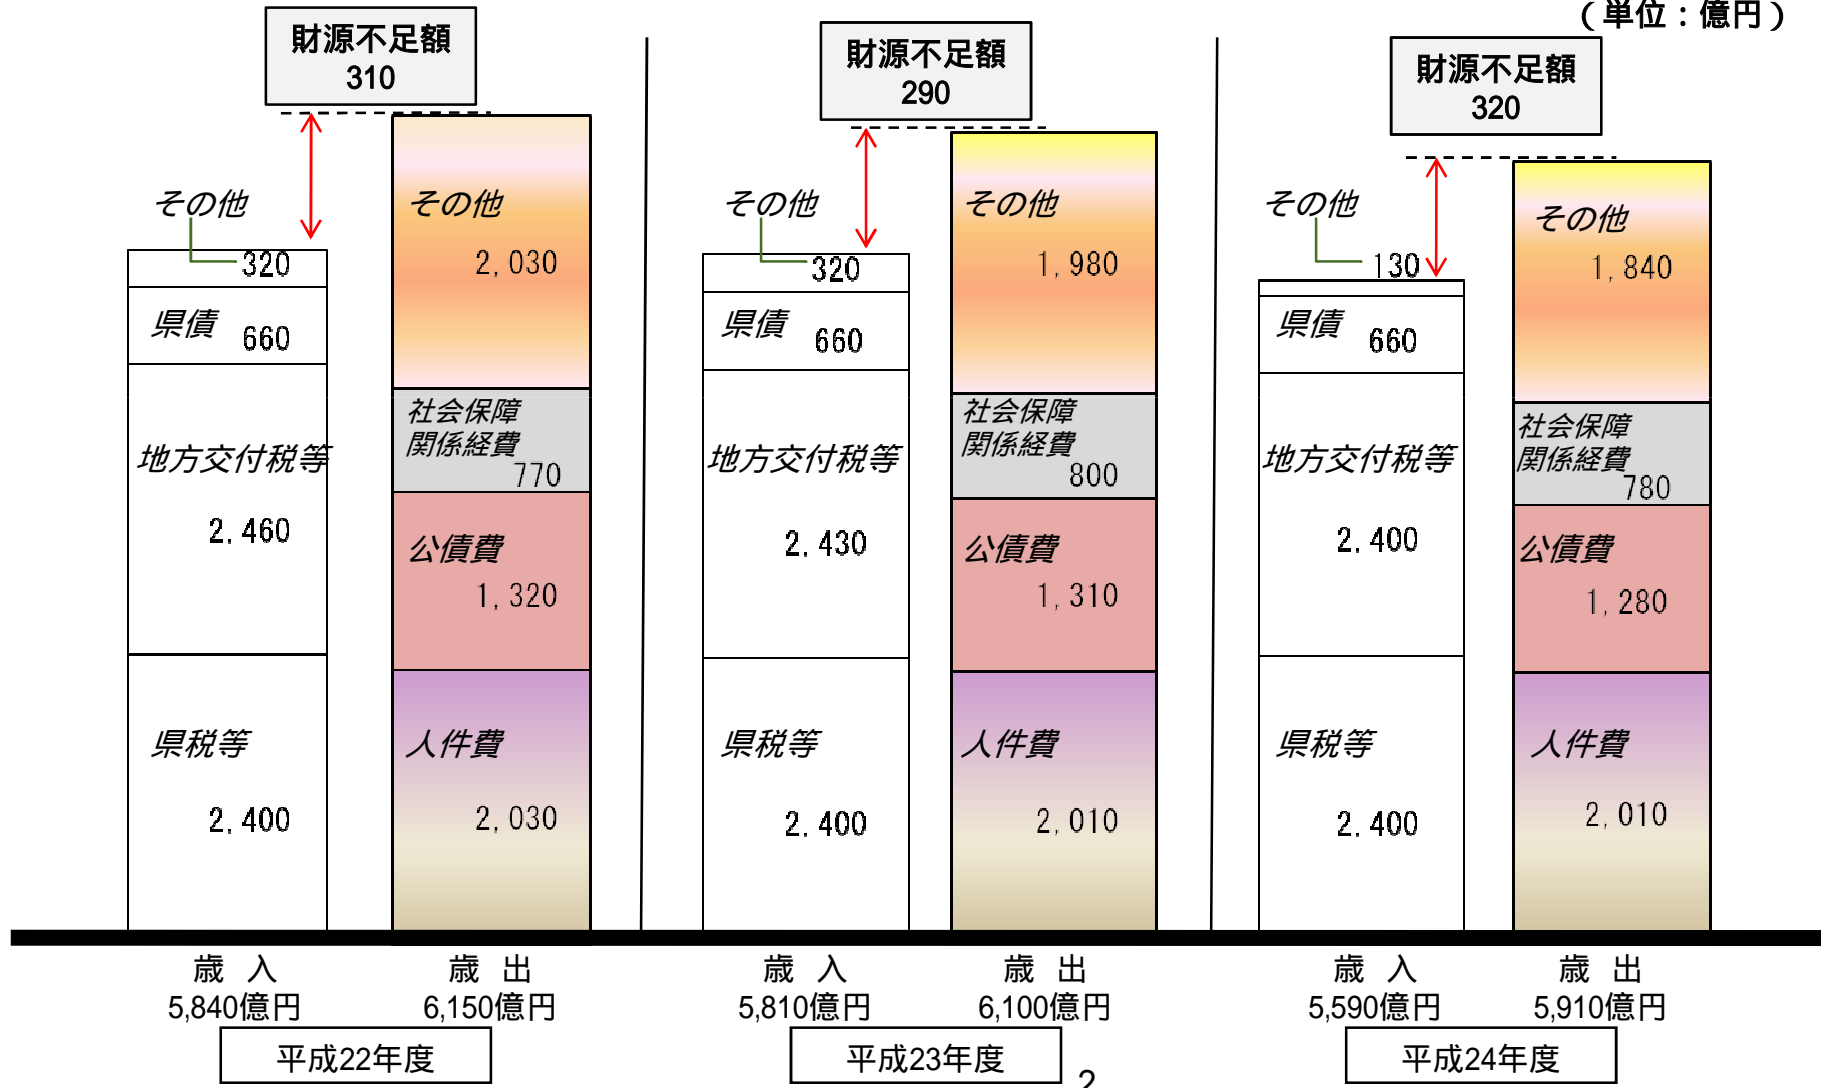 （単位：億円）
財源不足額
310
その他
320
県債 660
地方交付税等
2,460
県税等
2,400
その他
2,030
社会保障
関係経費
770
公債費
1,320
人件費
2,030
歳 入
5,840億円
歳 出
6,150億円
平成22年度
財源不足額
290
その他
320
県債 660
地方交付税等
2,430
県税等
2,400
その他
1,980
社会保障
関係経費
800
公債費
1,310
人件費
2,010
歳 入
5,810億円
歳 出
6,100億円
平成23年度
財源不足額
320
その他
130
県債 660
地方交付税等
2,400
県税等
2,400
その他
1,840
社会保障
関係経費
780
公債費
1,280
人件費
2,010
歳 入
5,590億円
歳 出
5,910億円
平成24年度
2